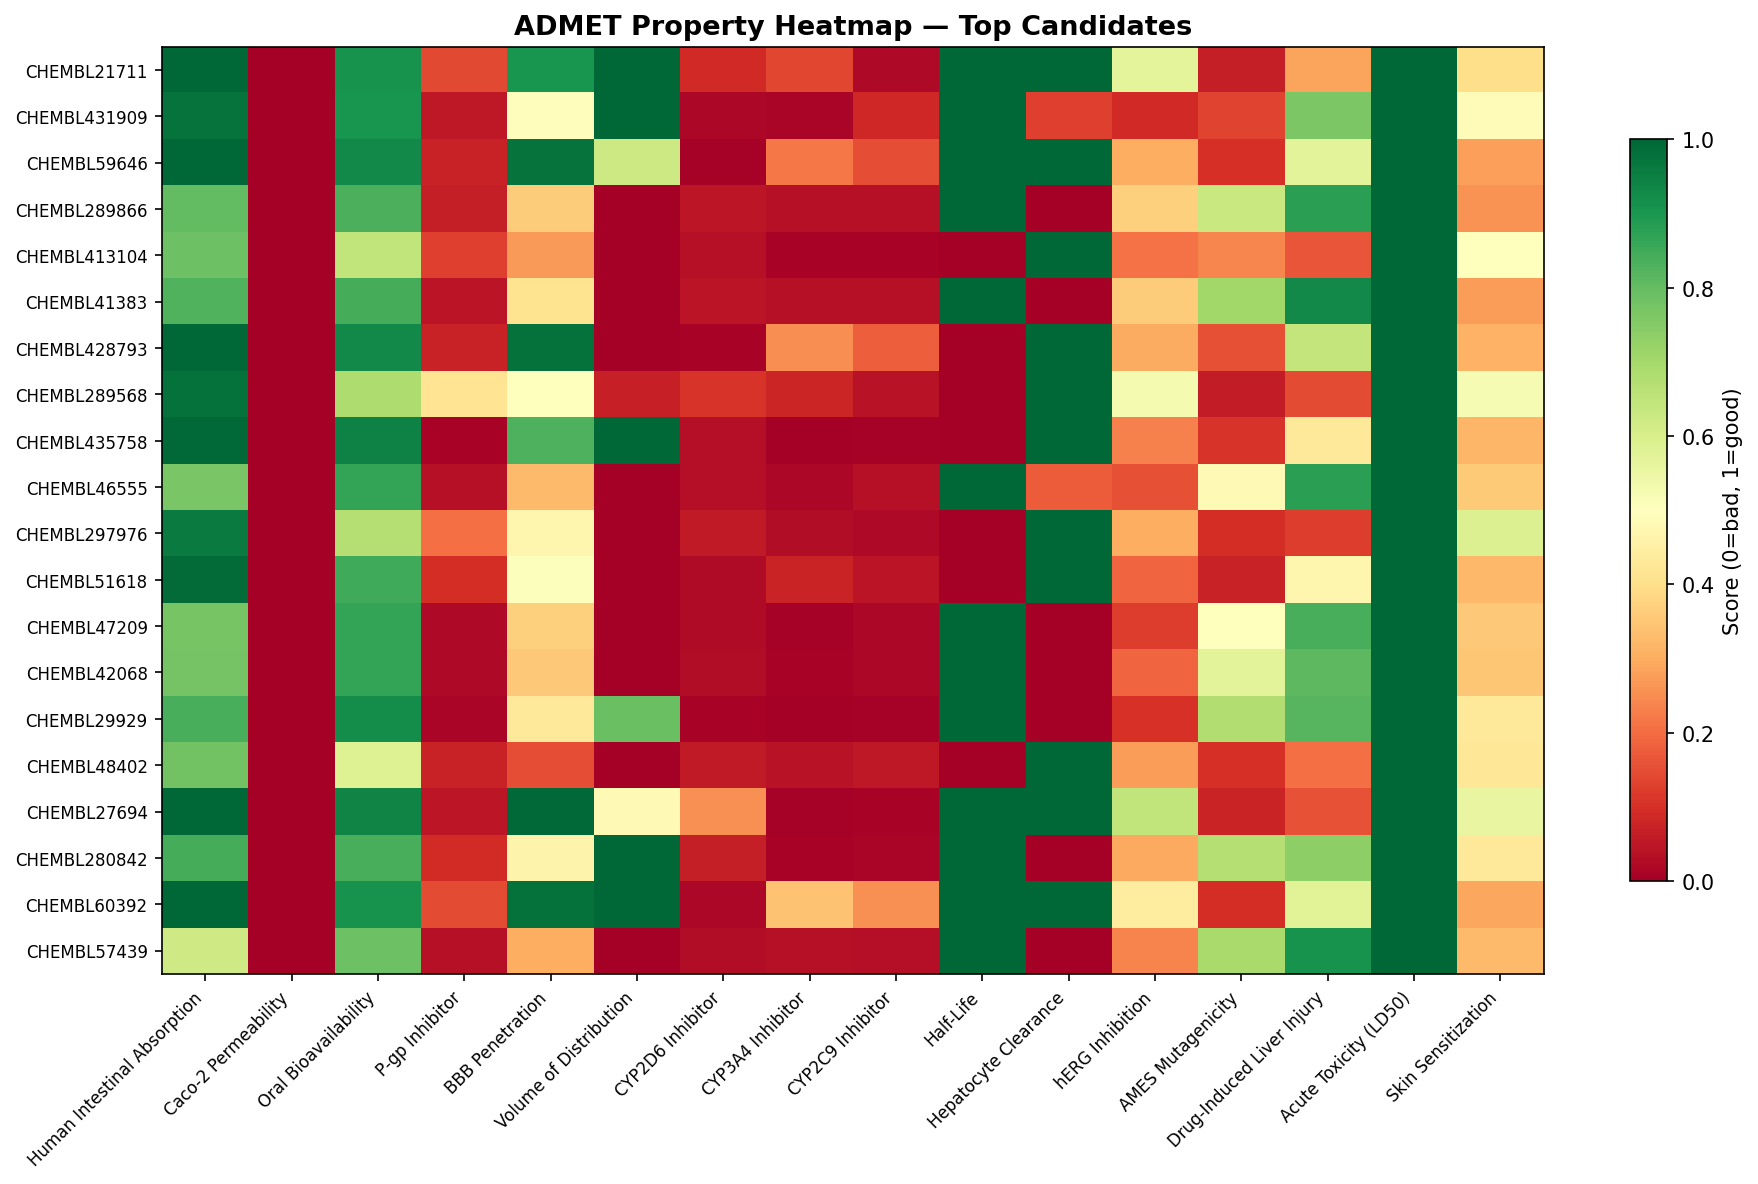 ADMET Property Heatmap — Top Candidates
CHEMBL21711
CHEMBL431909
CHEMBL59646
CHEMBL289866
CHEMBL413104
CHEMBL41383
CHEMBL428793
CHEMBL289568
CHEMBL435758
CHEMBL46555
CHEMBL297976
CHEMBL51618
CHEMBL47209
CHEMBL42068
CHEMBL29929
CHEMBL48402
CHEMBL27694
CHEMBL280842
CHEMBL60392
CHEMBL57439
Human Intestinal Absorption
Caco-2 Permeability
Oral Bioavailability
P-gp Inhibitor
BBB Penetration
Volume of Distribution
CYP2D6 Inhibitor
CYP3A4 Inhibitor
CYP2C9 Inhibitor
Half-Life
Hepatocyte Clearance
hERG Inhibition
AMES Mutagenicity
Drug-Induced Liver Injury
Acute Toxicity (LD50)
Skin Sensitization
1.0
0.8
0.6
0.4
0.2
0.0
Score (0=bad, 1=good)